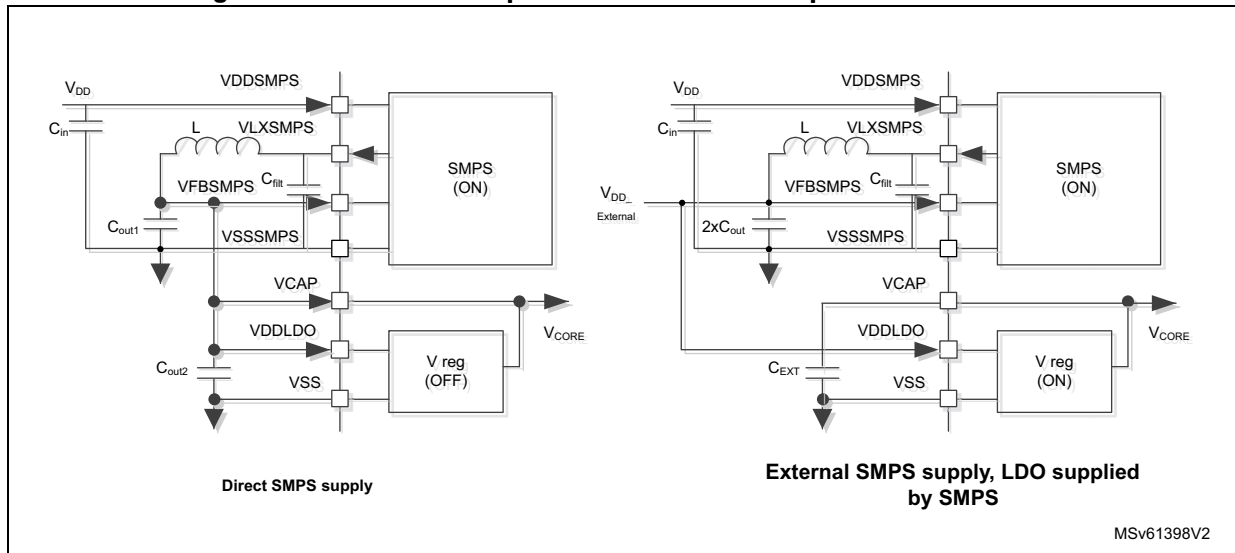 VDD
VDDSMPS
Cin
L
VLXSMPS
SMPS
(ON)
VFBSMPS
Cfilt
Cout1
VSSSMPS
VCAP
VCORE
VDDLDO
V reg
(OFF)
Cout2
VSS
Direct SMPS supply
VDD
VDDSMPS
Cin
L
VLXSMPS
SMPS
(ON)
VFBSMPS
Cfilt
VDD_
External
2xCout
VSSSMPS
VCAP
VCORE
VDDLDO
V reg
(ON)
CEXT
VSS
External SMPS supply, LDO supplied
by SMPS
MSv61398V2